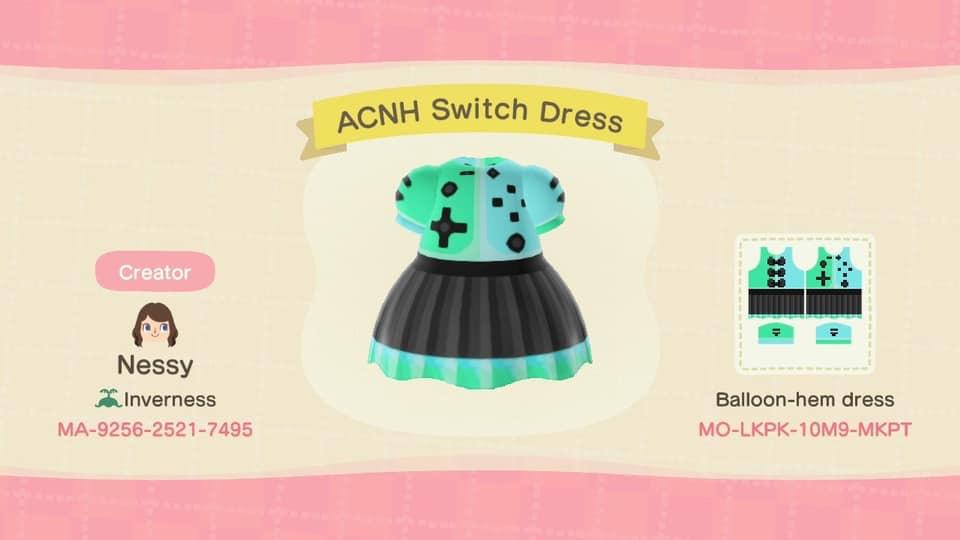 ACNH Switch Dress
Creator
Nessy
Inverness
MA-9256-2521-7495
Balloon-hem dress
MO-LKPK-10M9-MKPT